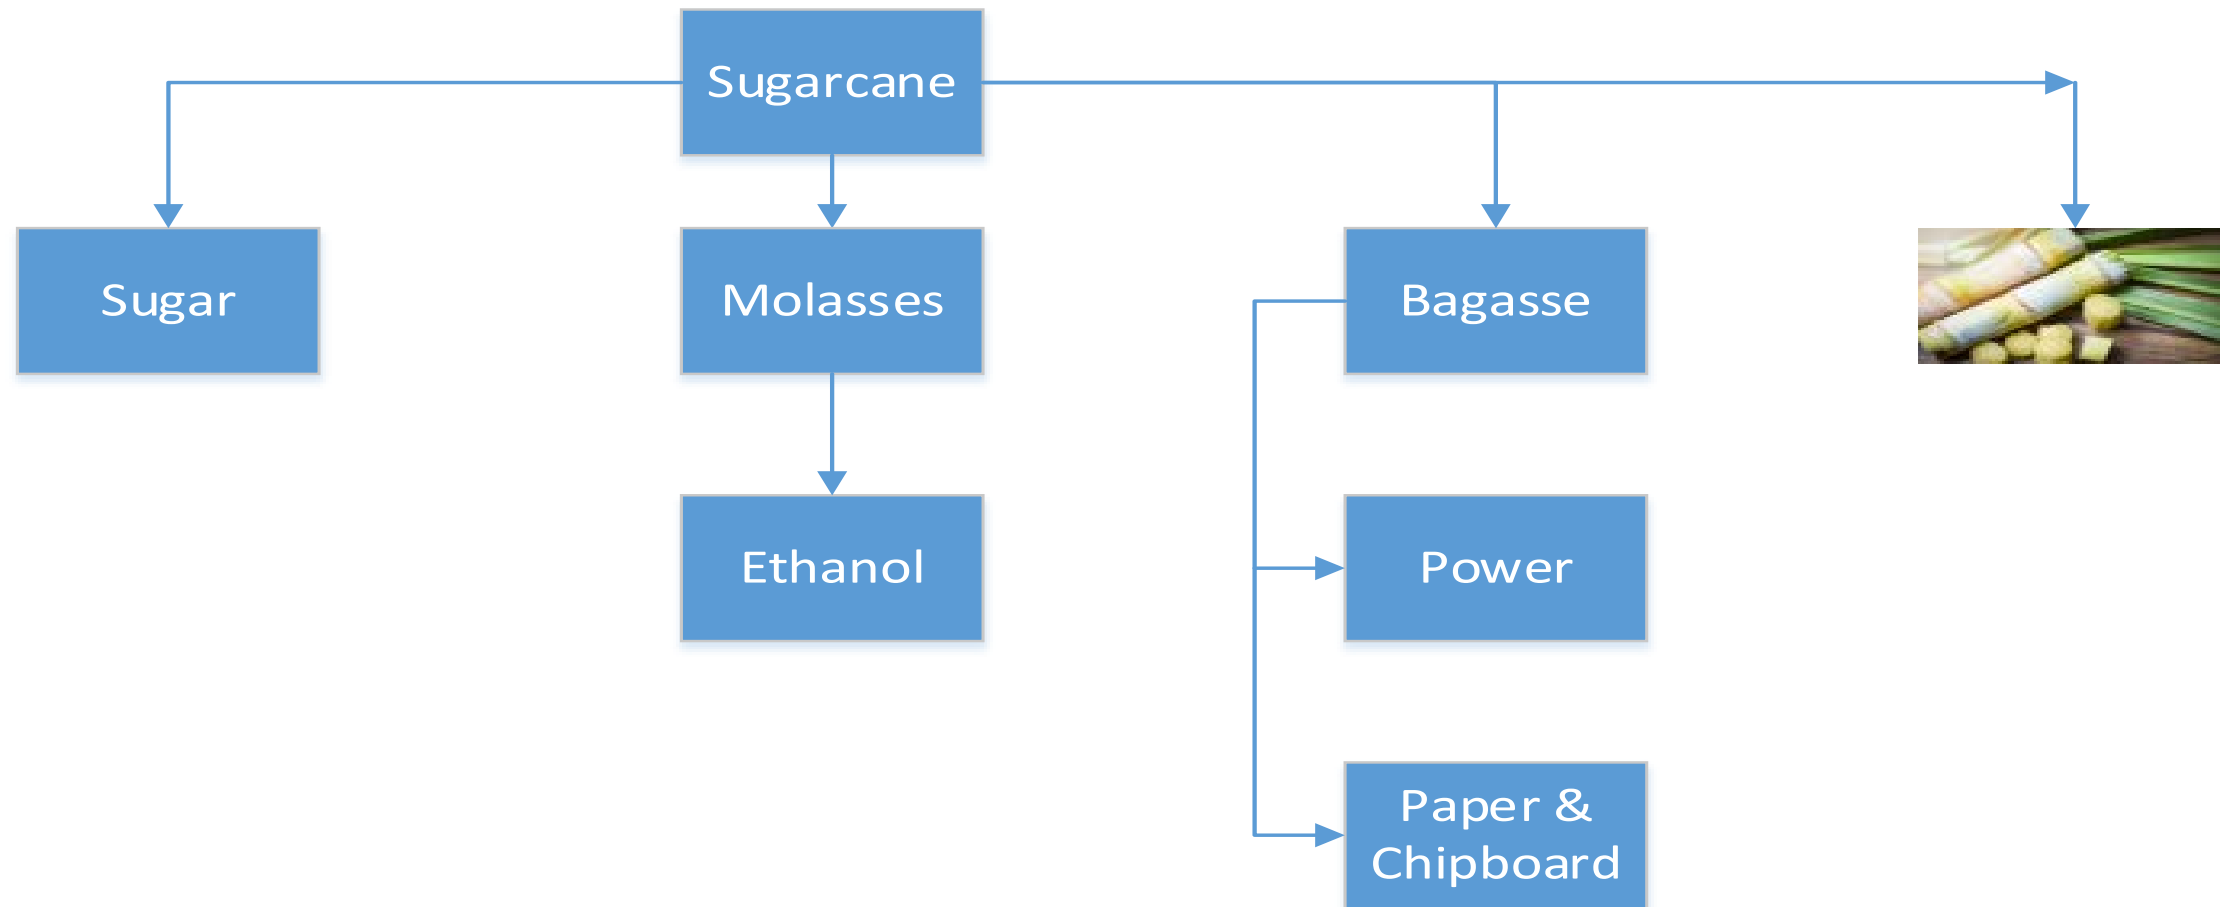 Sugarcane
Sugar
Molasses
Bagasse
Ethanol
Power
Paper &
Chipboard